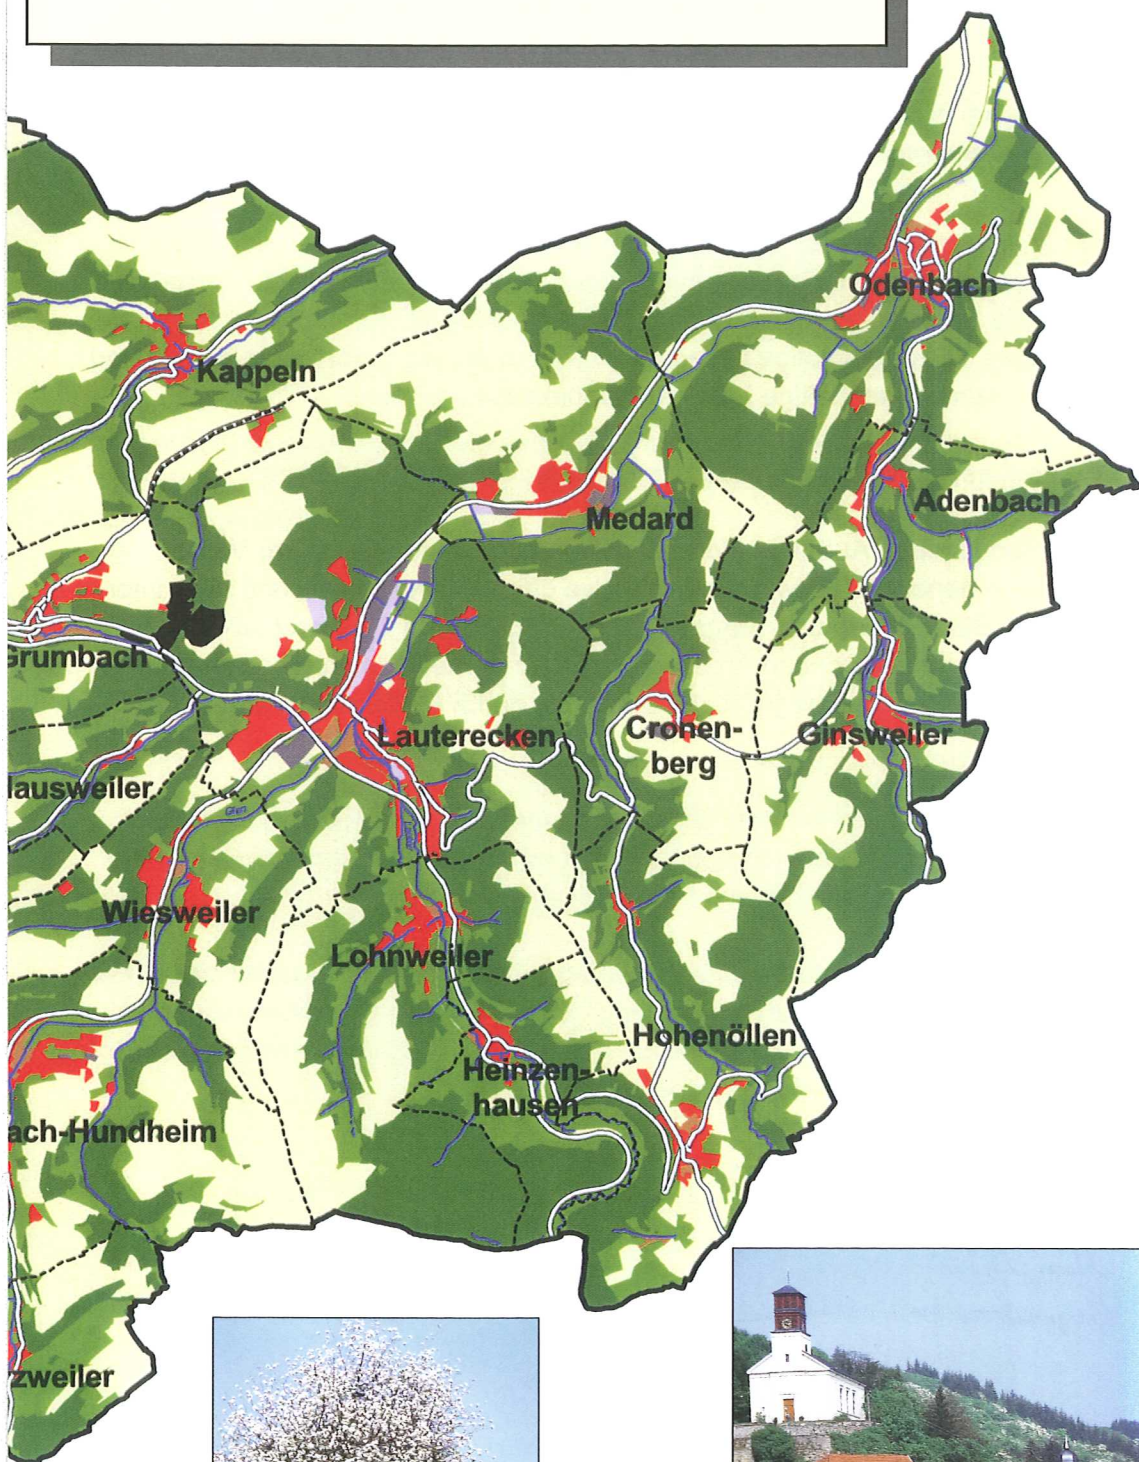 Odenbach
Kappeln
Adenbach
Medard
Grumbach
Lauterecken
Cronen-
berg
Ginsweiler
lausweiler
Wiesweiler
Lohnweiler
Hohenöllen
Heinzen-
hausen
ach-Hundheim
zweiler